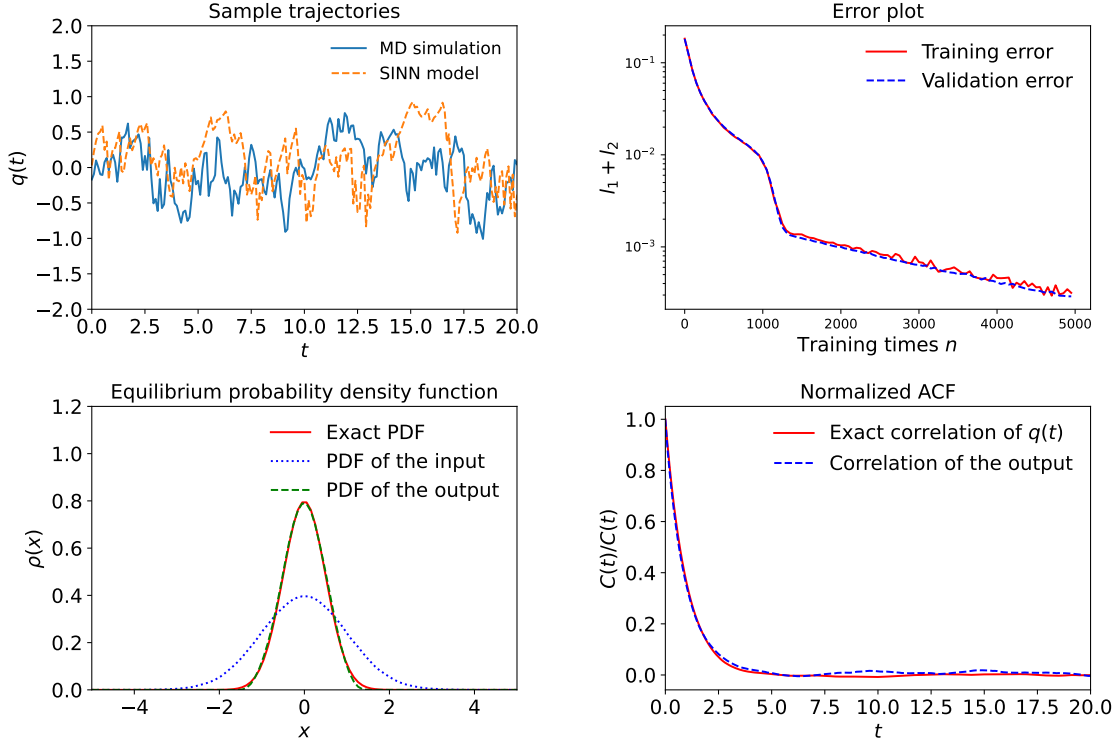 Sample trajectories
2.0
1.5
1.0
0.5
0.0
−0.5
−1.0
−1.5
−2.0
q(t)
MD simulation
SINN model
0.0 2.5 5.0 7.5 10.0 12.5 15.0 17.5 20.0
t
Error plot
10⁻¹
10⁻²
10⁻³
l₁ + l₂
Training error
Validation error
0 1000 2000 3000 4000 5000
Training times n
Equilibrium probability density function
1.2
1.0
0.8
0.6
0.4
0.2
0.0
ρ(x)
Exact PDF
PDF of the input
PDF of the output
−4 −2 0 2 4
x
Normalized ACF
1.0
0.8
0.6
0.4
0.2
0.0
C(t)/C(t)
Exact correlation of q(t)
Correlation of the output
0.0 2.5 5.0 7.5 10.0 12.5 15.0 17.5 20.0
t